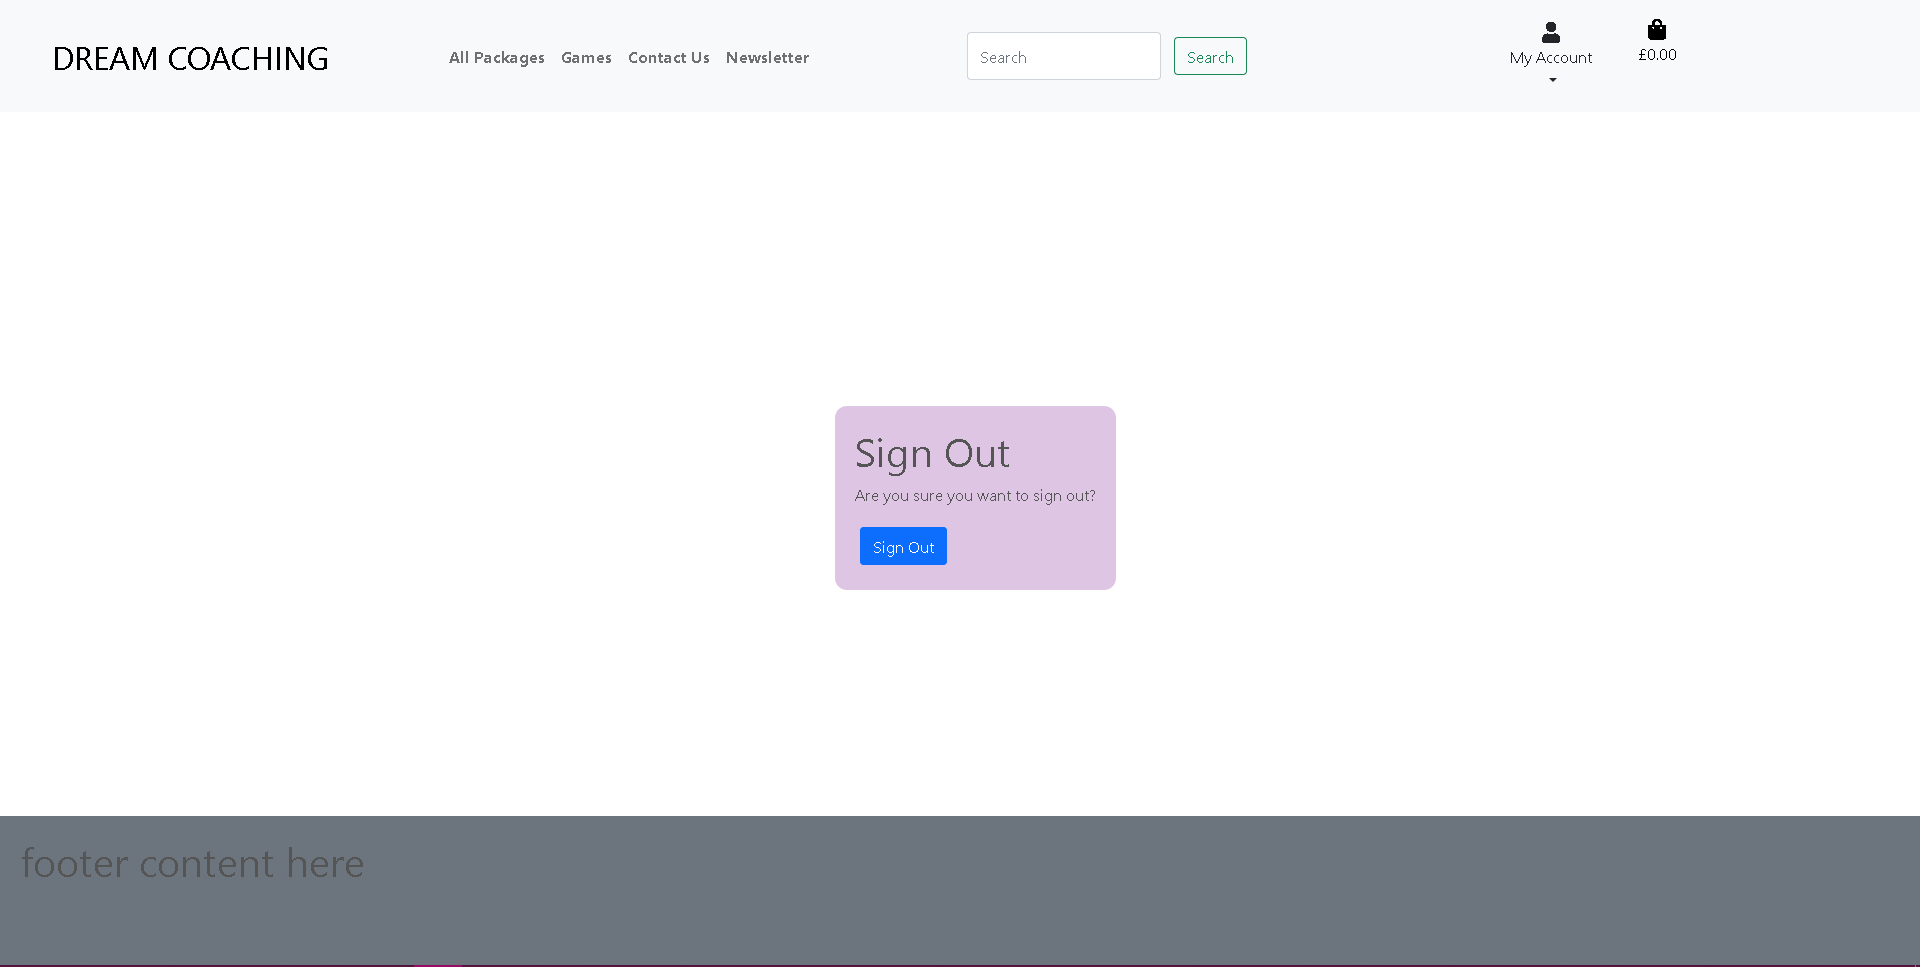 DREAM COACHING
All Packages Games Contact Us Newsletter
Search
Search
My Account
£0.00
Sign Out
Are you sure you want to sign out?
Sign Out
footer content here